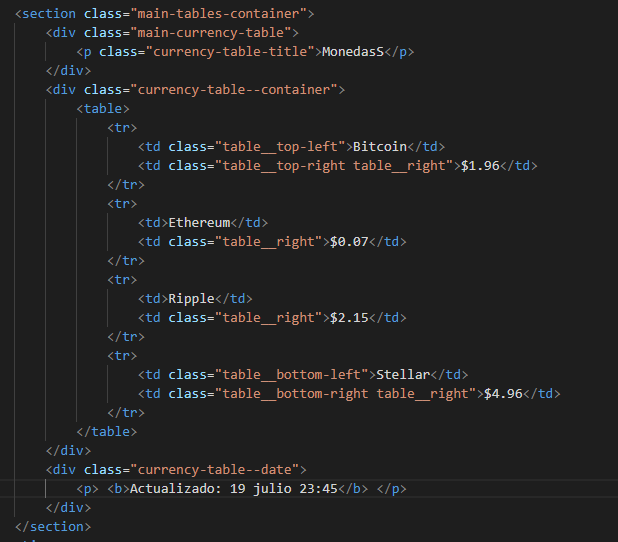 <section class="main-tables-container">
<div class="main-currency-table">
<p class="currency-table-title">MonedasS</p>
</div>
<div class="currency-table--container">
<table>
<tr>
<td class="table__top-left">Bitcoin</td>
<td class="table__top-right table__right">$1.96</td>
</tr>
<tr>
<td>Ethereum</td>
<td class="table__right">$0.07</td>
</tr>
<tr>
<td>Ripple</td>
<td class="table__right">$2.15</td>
</tr>
<tr>
<td class="table__bottom-left">Stellar</td>
<td class="table__bottom-right table__right">$4.96</td>
</tr>
</table>
</div>
<div class="currency-table--date">
<p> <b>Actualizado: 19 julio 23:45</b> </p>
</div>
</section>